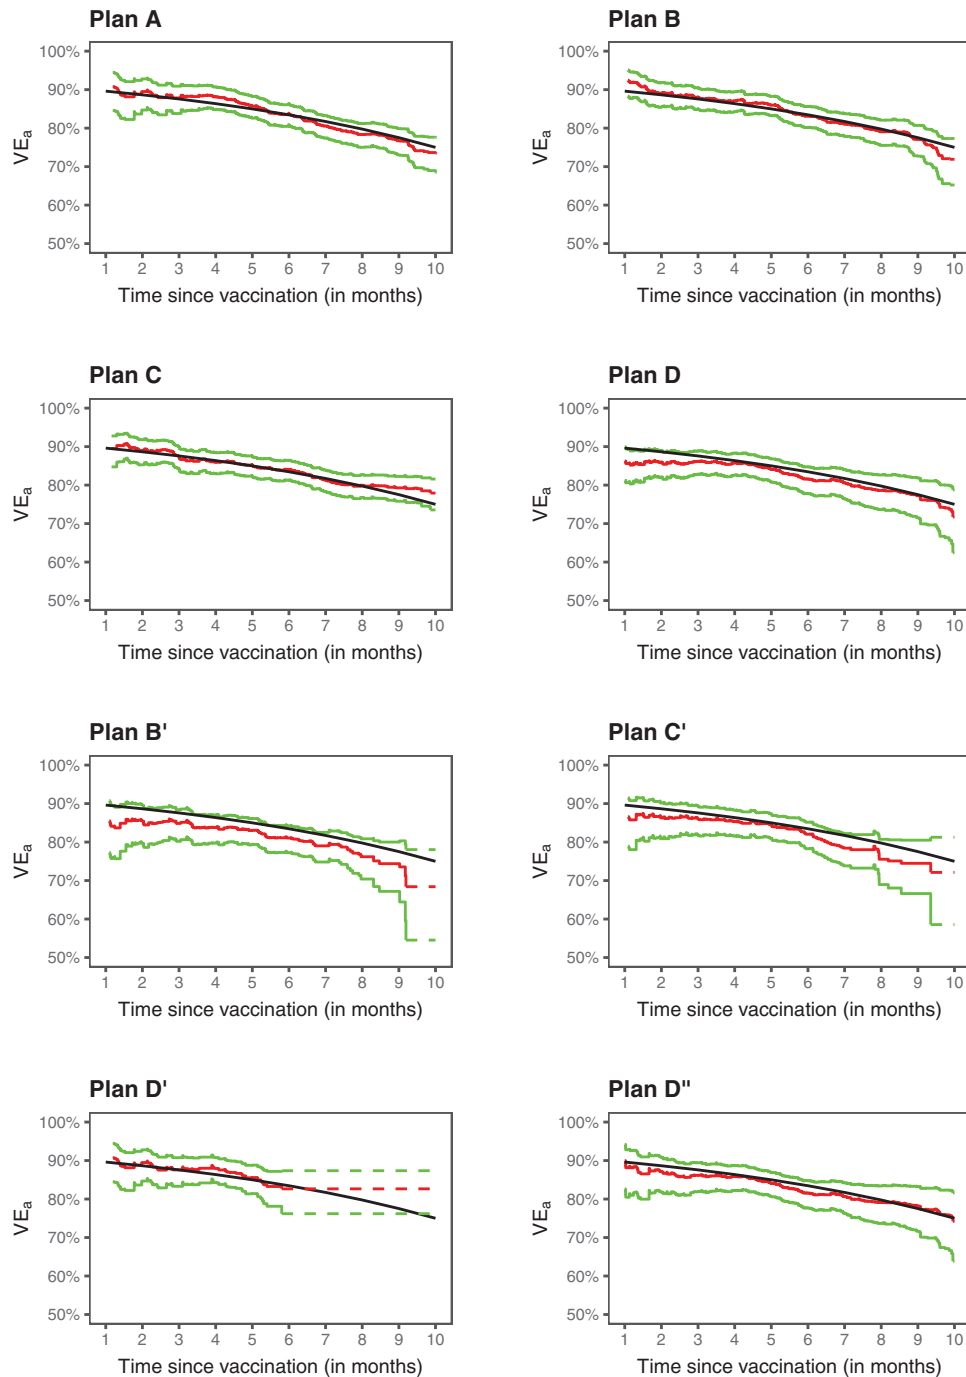 Plan A
100%
90%
80%
70%
60%
50%
VEa
1 2 3 4 5 6 7 8 9 10
Time since vaccination (in months)
Plan B
100%
90%
80%
70%
60%
50%
VEa
1 2 3 4 5 6 7 8 9 10
Time since vaccination (in months)
Plan C
100%
90%
80%
70%
60%
50%
VEa
1 2 3 4 5 6 7 8 9 10
Time since vaccination (in months)
Plan D
100%
90%
80%
70%
60%
50%
VEa
1 2 3 4 5 6 7 8 9 10
Time since vaccination (in months)
Plan B'
100%
90%
80%
70%
60%
50%
VEa
1 2 3 4 5 6 7 8 9 10
Time since vaccination (in months)
Plan C'
100%
90%
80%
70%
60%
50%
VEa
1 2 3 4 5 6 7 8 9 10
Time since vaccination (in months)
Plan D'
100%
90%
80%
70%
60%
50%
VEa
1 2 3 4 5 6 7 8 9 10
Time since vaccination (in months)
Plan D"
100%
90%
80%
70%
60%
50%
VEa
1 2 3 4 5 6 7 8 9 10
Time since vaccination (in months)